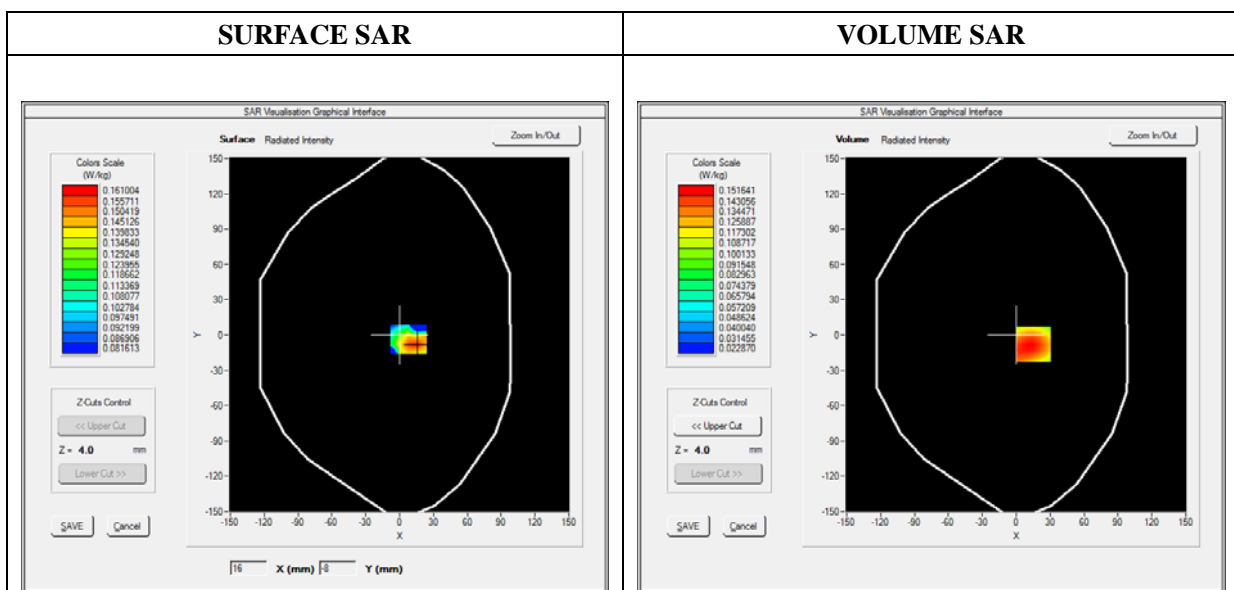 SURFACE SAR
VOLUME SAR
SAR Visualisation Graphical Interface
Surface Radiated Intensity
Zoom In/Out
Colors Scale
(W/kg)
0.161004
0.155711
0.150419
0.145126
0.139833
0.134540
0.129248
0.123955
0.118662
0.113369
0.108077
0.102784
0.097491
0.092199
0.086906
0.081613
Z-Cuts Control
<< Upper Cut
Z = 4.0 mm
Lower Cut >>
SAVE Cancel
150
120
90
60
30
0
-30
-60
-90
-120
-150
Y
-150 -120 -90 -60 -30 0 30 60 90 120 150
X
16 X (mm) -8 Y (mm)
SAR Visualisation Graphical Interface
Volume Radiated Intensity
Zoom In/Out
Colors Scale
(W/kg)
0.151641
0.143056
0.134471
0.125887
0.117302
0.108717
0.100133
0.091548
0.082963
0.074379
0.065794
0.057209
0.048624
0.040040
0.031455
0.022870
Z-Cuts Control
<< Upper Cut
Z = 4.0 mm
Lower Cut >>
SAVE Cancel
150
120
90
60
30
0
-30
-60
-90
-120
-150
Y
-150 -120 -90 -60 -30 0 30 60 90 120 150
X